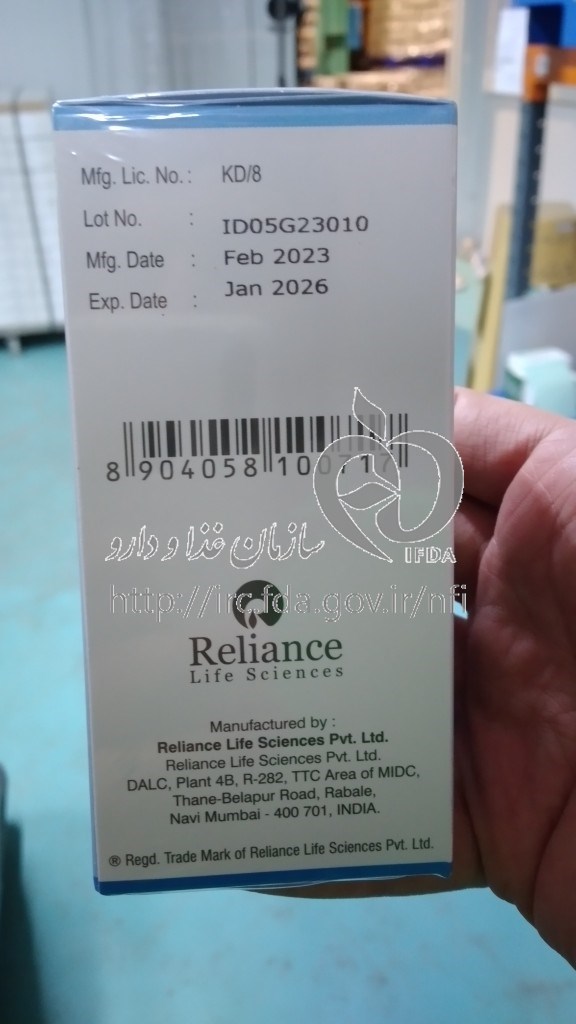 Mfg. Lic. No. : KD/8
Lot No. : ID05G23010
Mfg. Date : Feb 2023
Exp. Date : Jan 2026
8 904058 100717
سازمان غذا و دارو
IFDA
http://irc.fda.gov.ir/nfi
Reliance
Life Sciences
Manufactured by :
Reliance Life Sciences Pvt. Ltd.
Reliance Life Sciences Pvt. Ltd.
DALC, Plant 4B, R-282, TTC Area of MIDC,
Thane-Belapur Road, Rabale,
Navi Mumbai - 400 701, INDIA.
® Regd. Trade Mark of Reliance Life Sciences Pvt. Ltd.